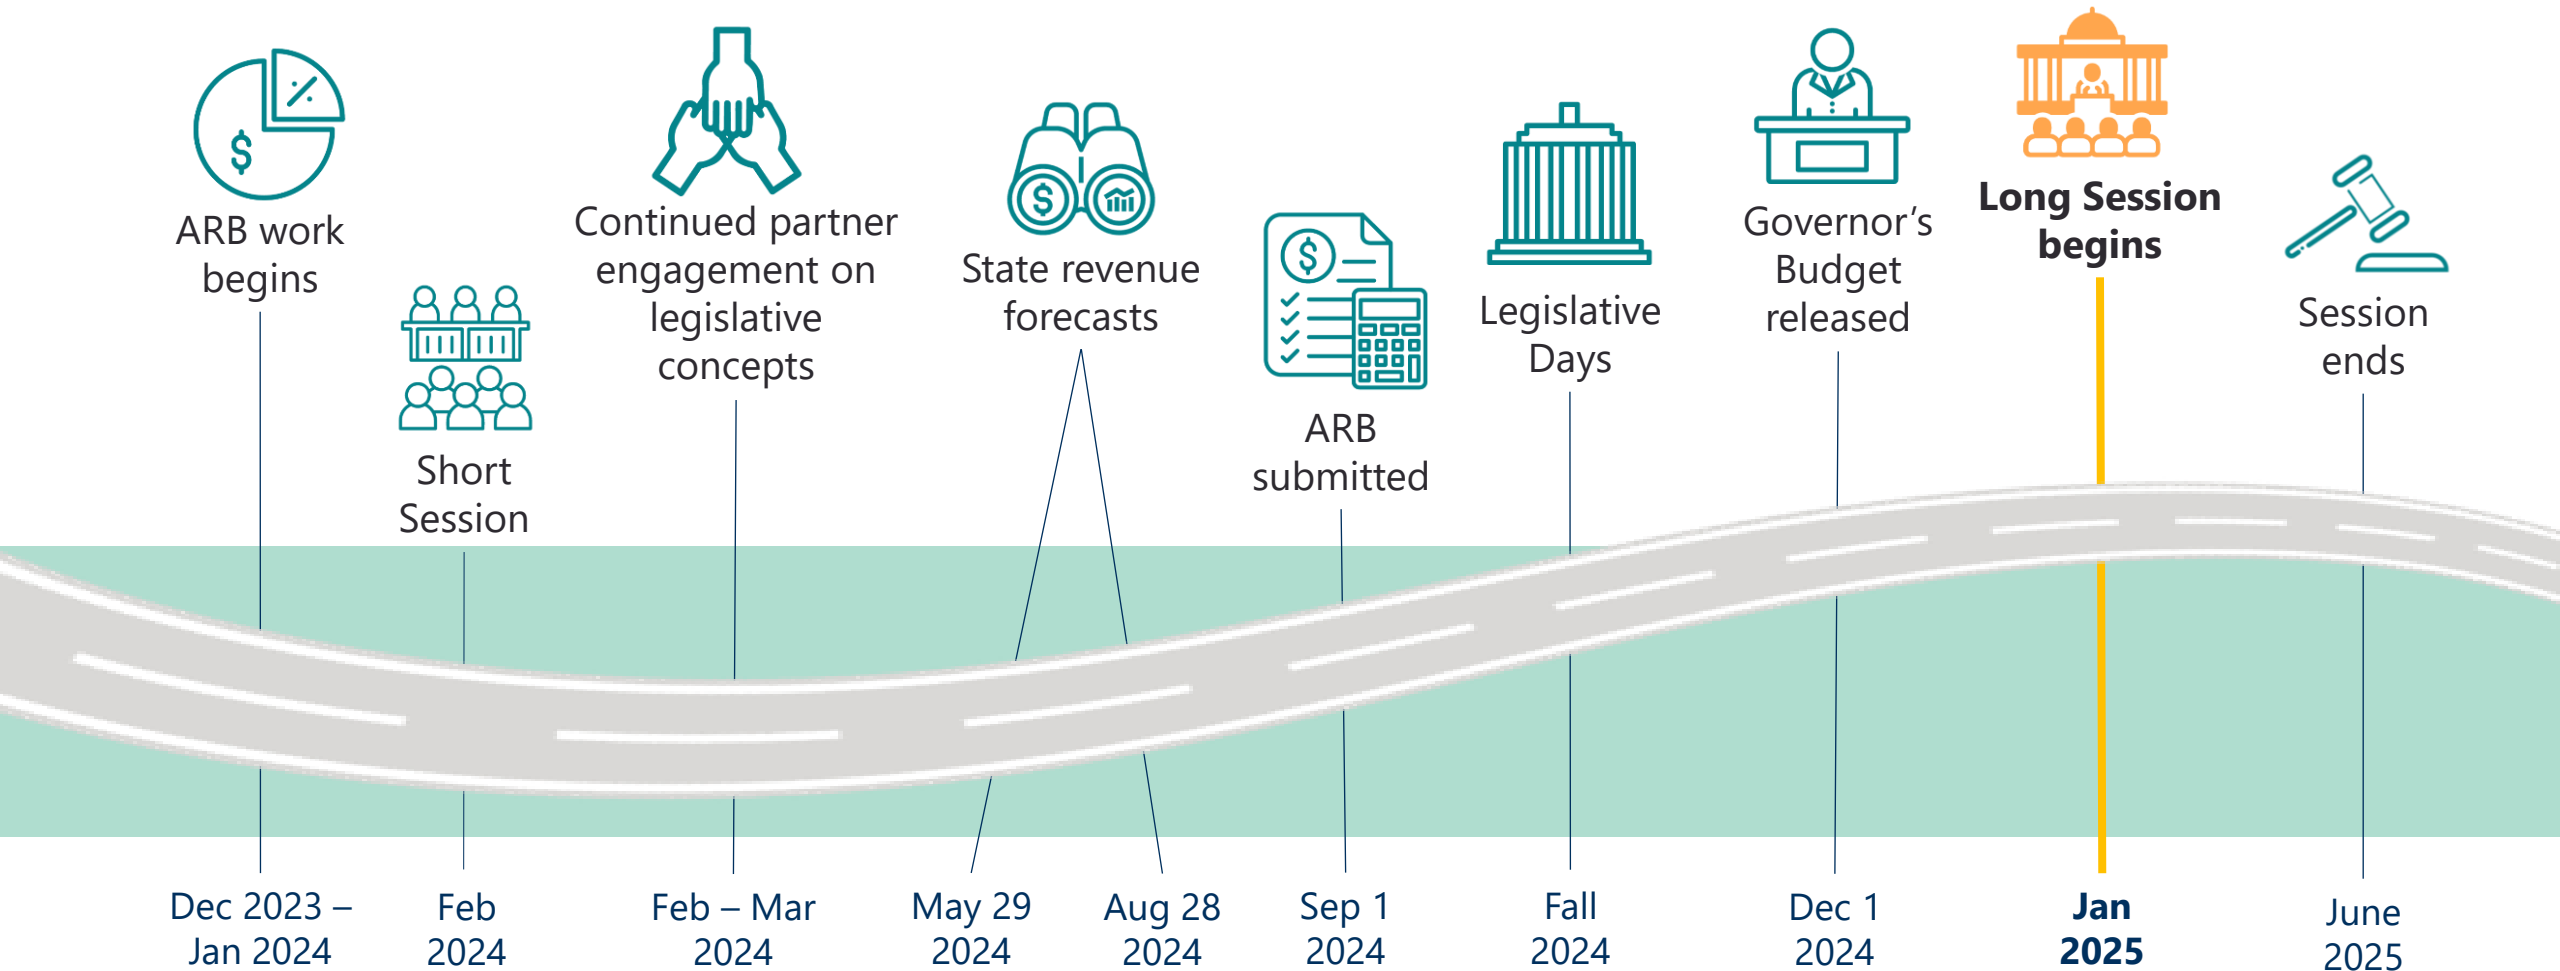 ARB work
begins
Short
Session
Continued partner
engagement on
legislative
concepts
State revenue
forecasts
ARB
submitted
Legislative
Days
Governor’s
Budget
released
Long Session
begins
Session
ends
Dec 2023 –
Jan 2024
Feb
2024
Feb – Mar
2024
May 29
2024
Aug 28
2024
Sep 1
2024
Fall
2024
Dec 1
2024
Jan
2025
June
2025